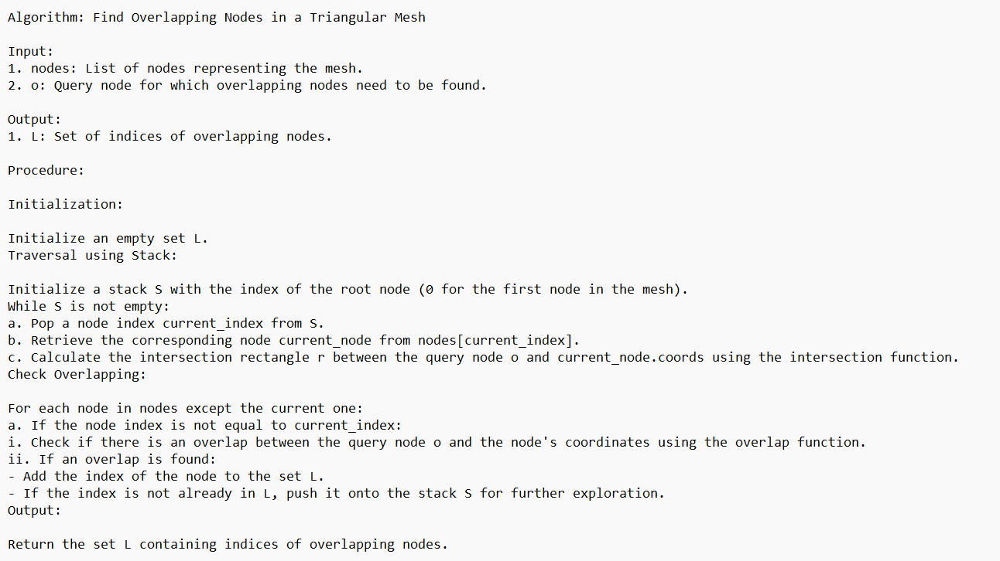 Algorithm: Find Overlapping Nodes in a Triangular Mesh
Input:
1. nodes: List of nodes representing the mesh.
2. o: Query node for which overlapping nodes need to be found.
Output:
1. L: Set of indices of overlapping nodes.
Procedure:
Initialization:
Initialize an empty set L.
Traversal using Stack:
Initialize a stack S with the index of the root node (0 for the first node in the mesh).
While S is not empty:
a. Pop a node index current_index from S.
b. Retrieve the corresponding node current_node from nodes[current_index].
c. Calculate the intersection rectangle r between the query node o and current_node.coords using the intersection function.
Check Overlapping:
For each node in nodes except the current one:
a. If the node index is not equal to current_index:
i. Check if there is an overlap between the query node o and the node's coordinates using the overlap function.
ii. If an overlap is found:
- Add the index of the node to the set L.
- If the index is not already in L, push it onto the stack S for further exploration.
Output:
Return the set L containing indices of overlapping nodes.